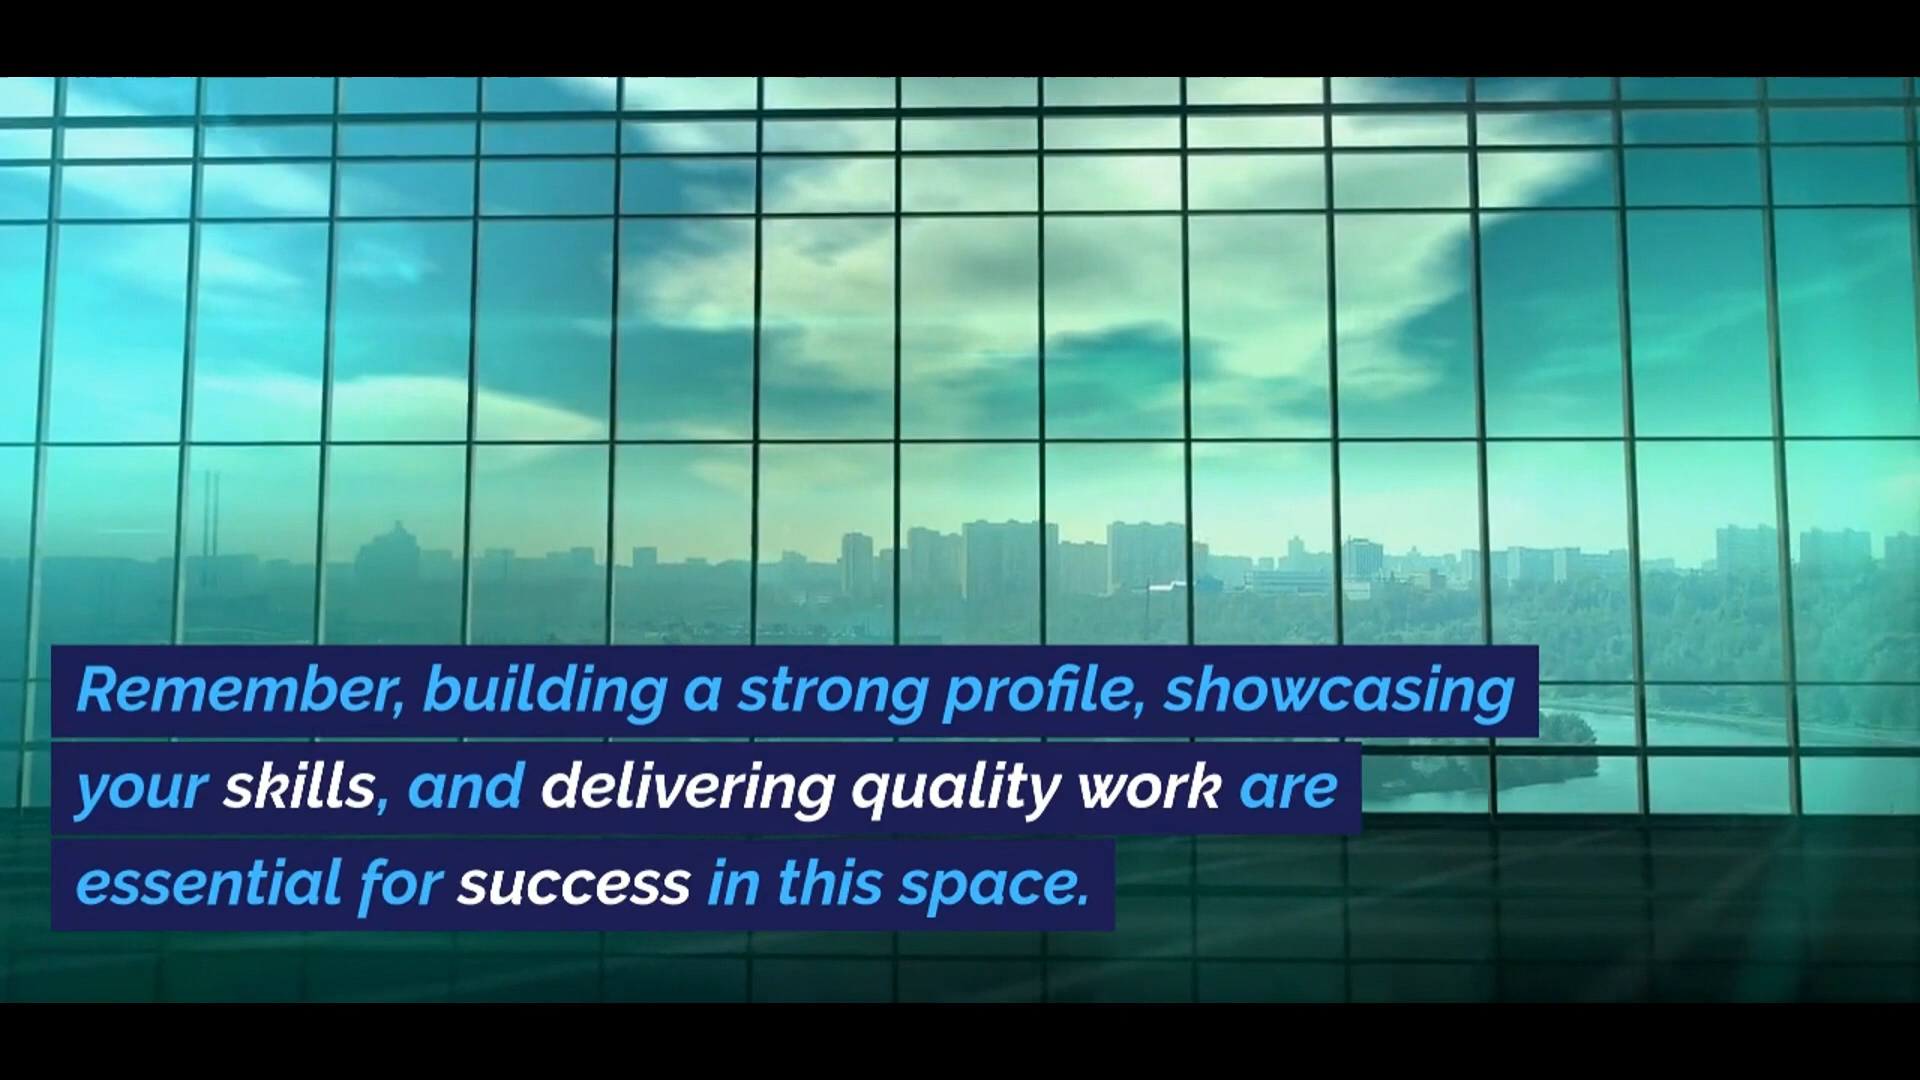 Remember, building a strong profile, showcasing
your skills, and delivering quality work are
essential for success in this space.